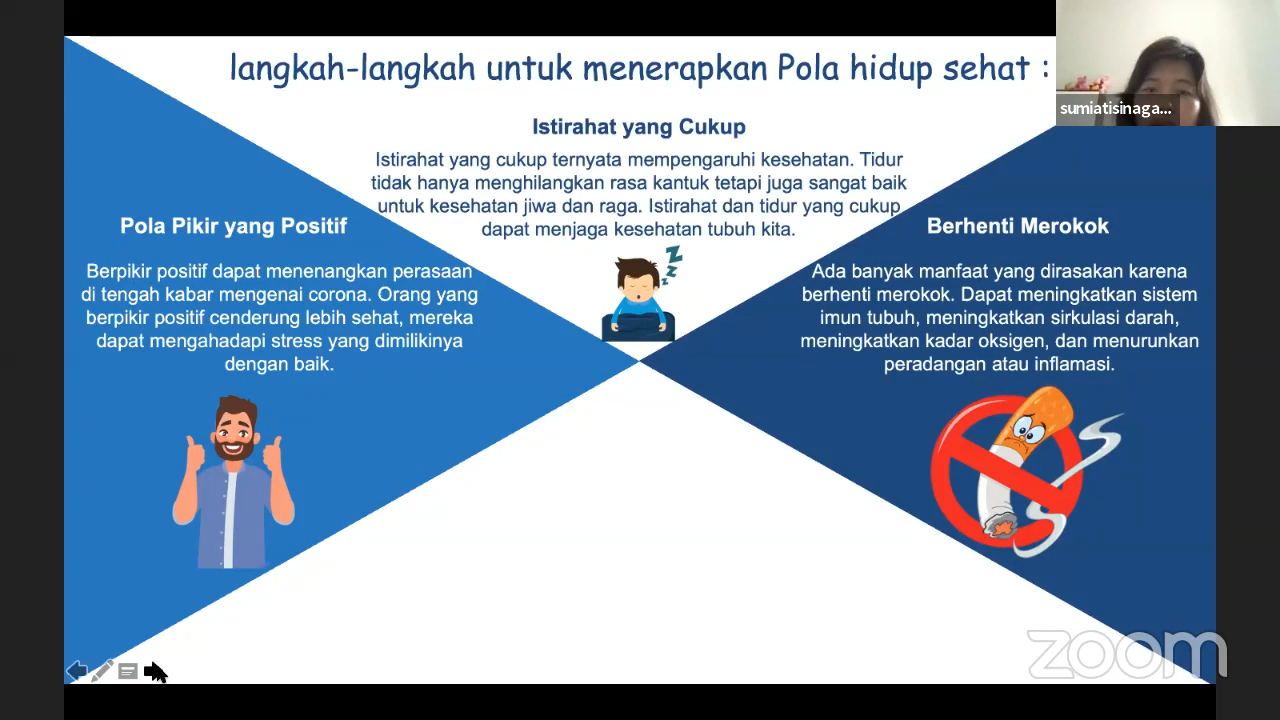 langkah-langkah untuk menerapkan Pola hidup sehat :
sumiatisinaga...
Istirahat yang Cukup
Istirahat yang cukup ternyata mempengaruhi kesehatan. Tidur
tidak hanya menghilangkan rasa kantuk tetapi juga sangat baik
untuk kesehatan jiwa dan raga. Istirahat dan tidur yang cukup
dapat menjaga kesehatan tubuh kita.
Z
Z
Z
Pola Pikir yang Positif
Berpikir positif dapat menenangkan perasaan
di tengah kabar mengenai corona. Orang yang
berpikir positif cenderung lebih sehat, mereka
dapat mengahadapi stress yang dimilikinya
dengan baik.
Berhenti Merokok
Ada banyak manfaat yang dirasakan karena
berhenti merokok. Dapat meningkatkan sistem
imun tubuh, meningkatkan sirkulasi darah,
meningkatkan kadar oksigen, dan menurunkan
peradangan atau inflamasi.
zoom